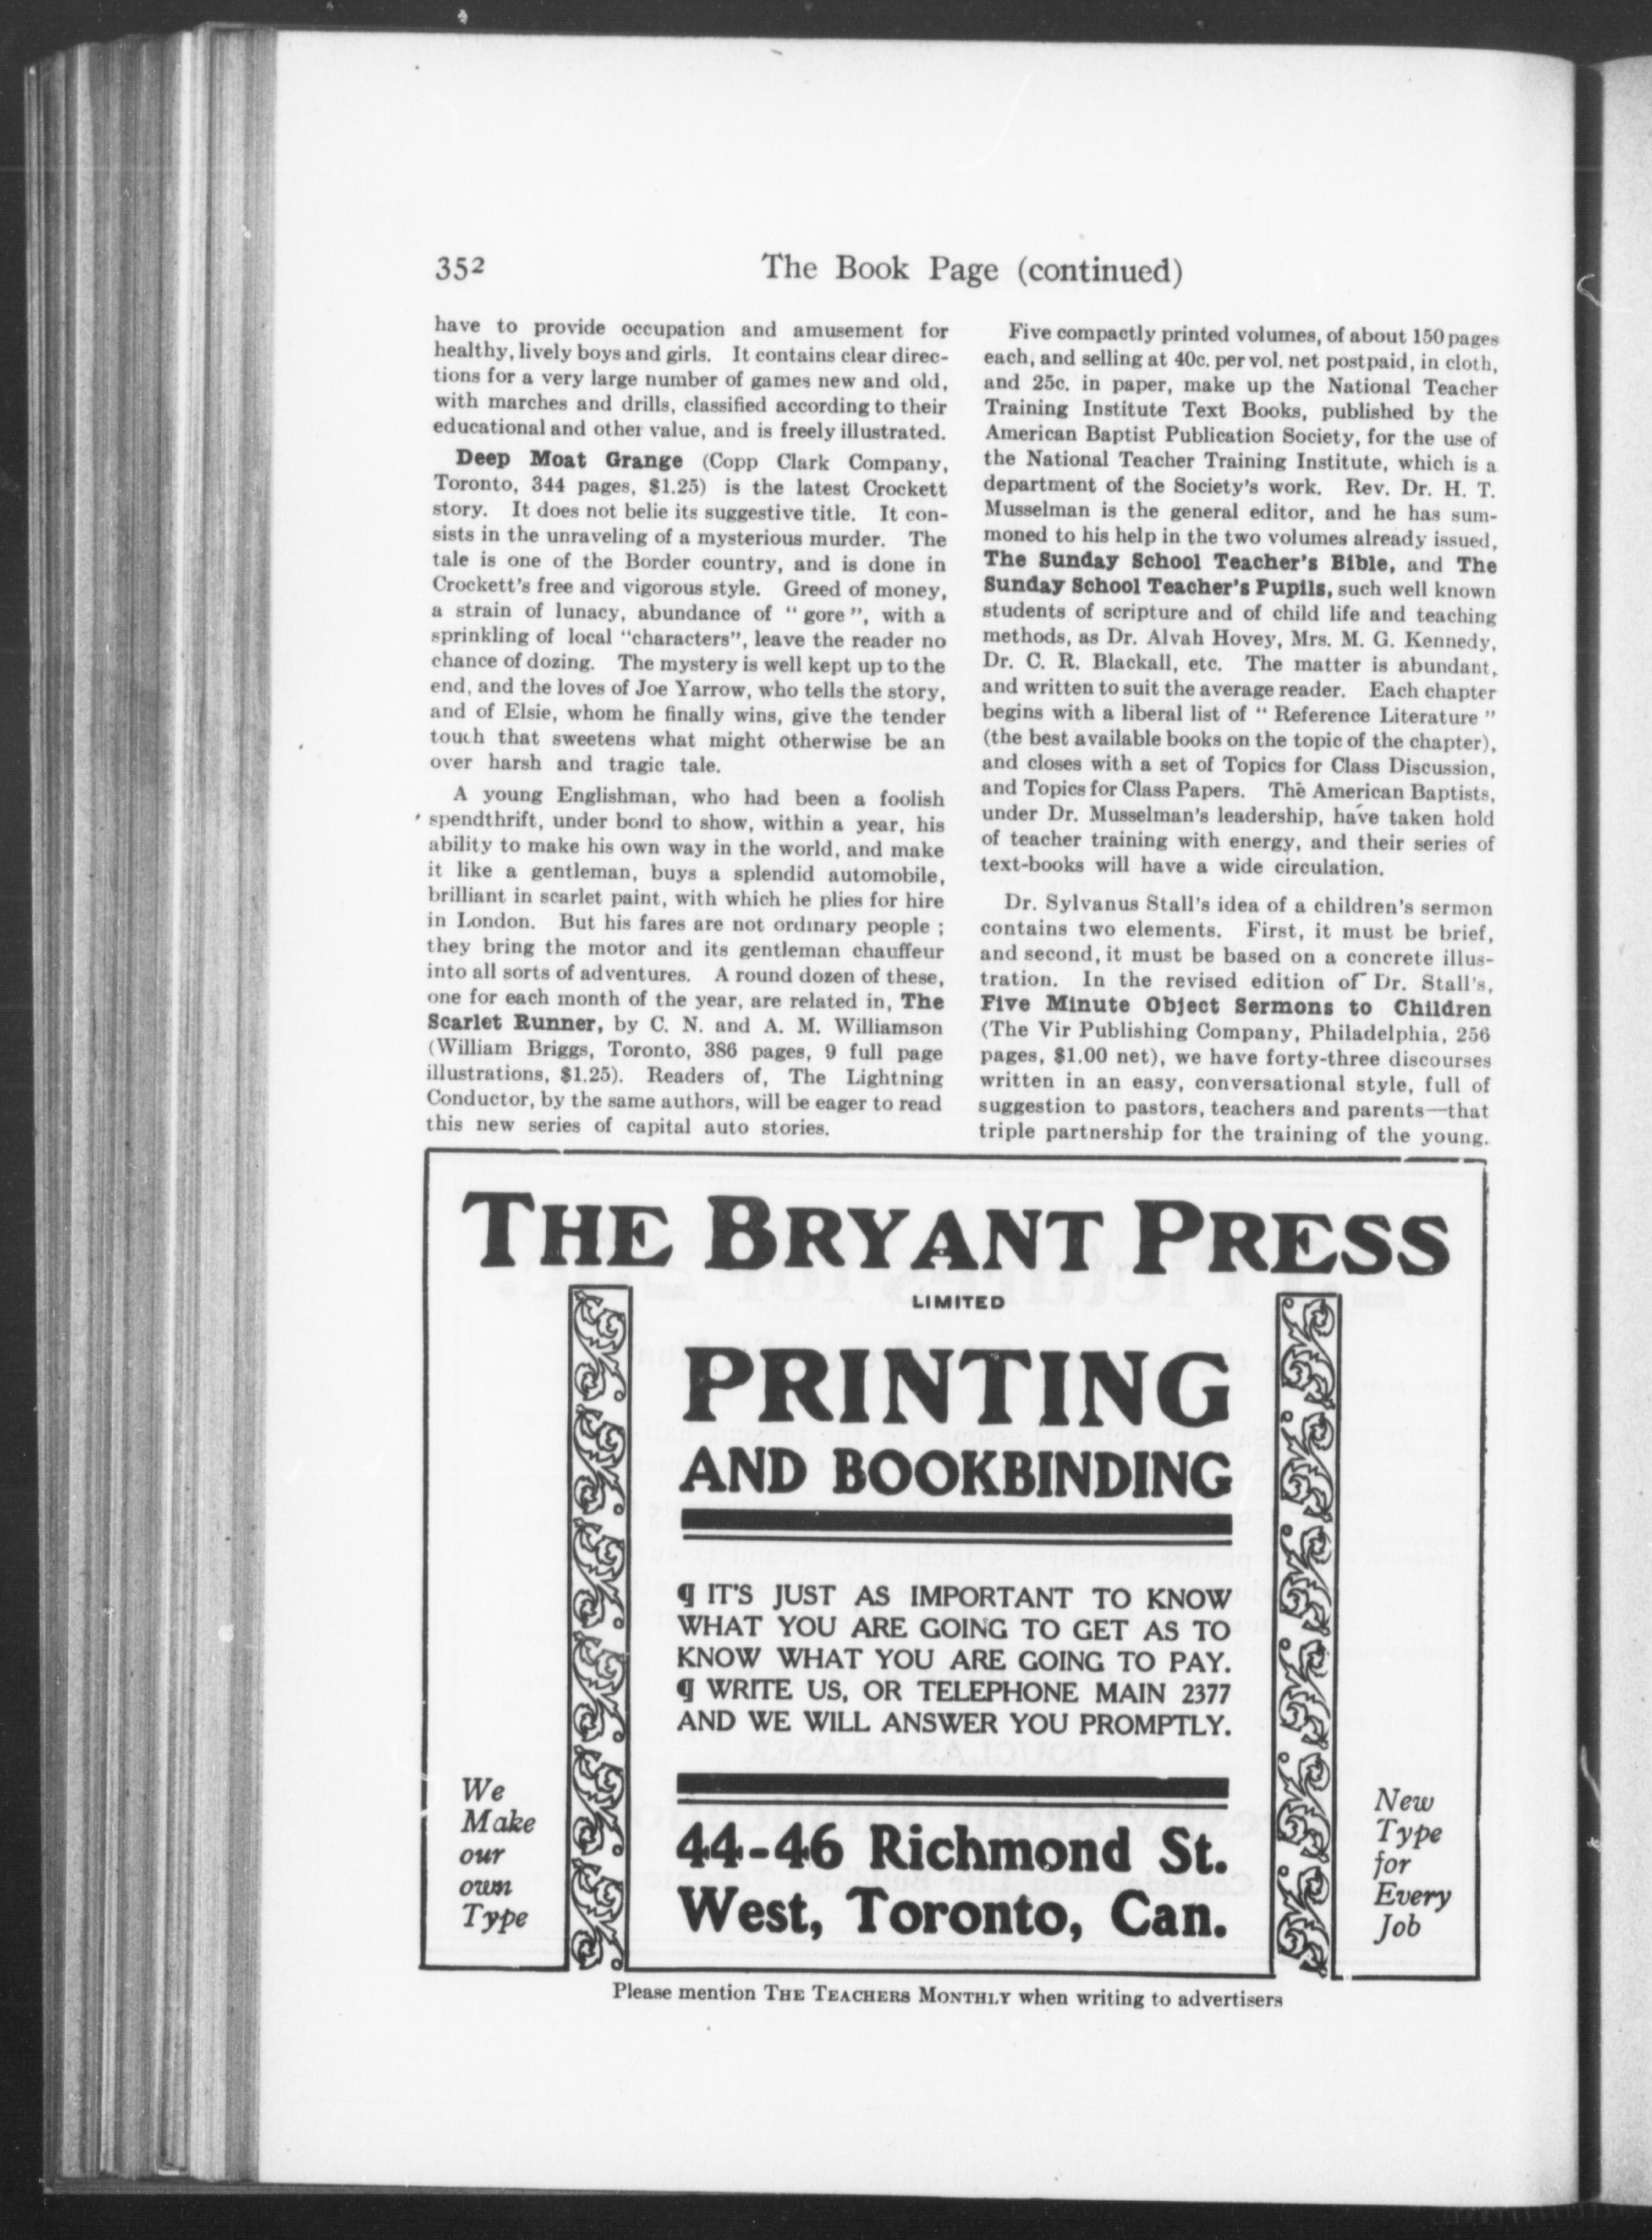 352
The Book Page (continued)
have to provide occupation and amusement for
healthy, lively boys and girls. It contains clear direc-
tions for a very large number of games new and old,
with marches and drills, classified according to their
educational and other value, and is freely illustrated.
Deep Moat Grange (Copp Clark Company,
Toronto, 344 pages, $1.25) is the latest Crockett
story. It does not belie its suggestive title. It con-
sists in the unraveling of a mysterious murder. The
tale is one of the Border country, and is done in
Crockett's free and vigorous style. Greed of money,
a strain of lunacy, abundance of "gore", with a
sprinkling of local "characters", leave the reader no
chance of dozing. The mystery is well kept up to the
end, and the loves of Joe Yarrow, who tells the story,
and of Elsie, whom he finally wins, give the tender
touch that sweetens what might otherwise be an
over harsh and tragic tale.
A young Englishman, who had been a foolish
spendthrift, under bond to show, within a year, his
ability to make his own way in the world, and make
it like a gentleman, buys a splendid automobile,
brilliant in scarlet paint, with which he plies for hire
in London. But his fares are not ordinary people ;
they bring the motor and its gentleman chauffeur
into all sorts of adventures. A round dozen of these,
one for each month of the year, are related in, The
Scarlet Runner, by C. N. and A. M. Williamson
(William Briggs, Toronto, 386 pages, 9 full page
illustrations, $1.25). Readers of, The Lightning
Conductor, by the same authors, will be eager to read
this new series of capital auto stories.
Five compactly printed volumes, of about 150 pages
each, and selling at 40c. per vol. net postpaid, in cloth,
and 25c. in paper, make up the National Teacher
Training Institute Text Books, published by the
American Baptist Publication Society, for the use of
the National Teacher Training Institute, which is a
department of the Society's work. Rev. Dr. H. T.
Musselman is the general editor, and he has sum-
moned to his help in the two volumes already issued,
The Sunday School Teacher's Bible, and The
Sunday School Teacher's Pupils, such well known
students of scripture and of child life and teaching
methods, as Dr. Alvah Hovey, Mrs. M. G. Kennedy,
Dr. C. R. Blackall, etc. The matter is abundant,
and written to suit the average reader. Each chapter
begins with a liberal list of " Reference Literature "
(the best available books on the topic of the chapter),
and closes with a set of Topics for Class Discussion,
and Topics for Class Papers. The American Baptists,
under Dr. Musselman's leadership, have taken hold
of teacher training with energy, and their series of
text-books will have a wide circulation.
Dr. Sylvanus Stall's idea of a children's sermon
contains two elements. First, it must be brief,
and second, it must be based on a concrete illus-
tration. In the revised edition of Dr. Stall's,
Five Minute Object Sermons to Children
(The Vir Publishing Company, Philadelphia, 256
pages, $1.00 net), we have forty-three discourses
written in an easy, conversational style, full of
suggestion to pastors, teachers and parents—that
triple partnership for the training of the young.
THE BRYANT PRESS
LIMITED
PRINTING
AND BOOKBINDING
¶ IT'S JUST AS IMPORTANT TO KNOW
WHAT YOU ARE GOING TO GET AS TO
KNOW WHAT YOU ARE GOING TO PAY.
¶ WRITE US, OR TELEPHONE MAIN 2377
AND WE WILL ANSWER YOU PROMPTLY.
44-46 Richmond St.
West, Toronto, Can.
We
Make
our
own
Type
New
Type
for
Every
Job
Please mention THE TEACHERS MONTHLY when writing to advertisers